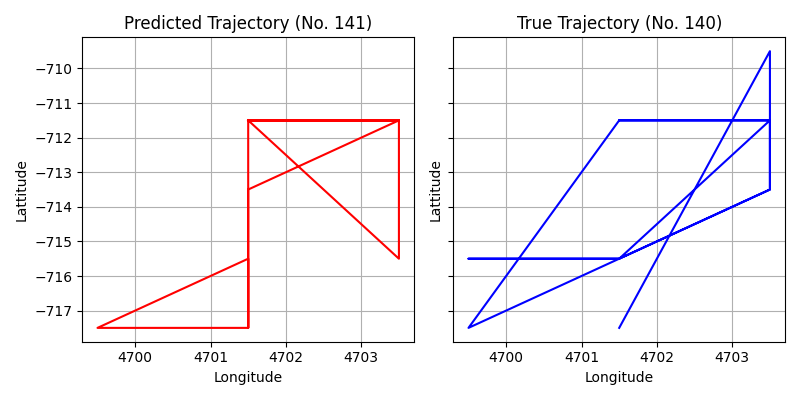 Predicted Trajectory (No. 141)
True Trajectory (No. 140)
−710
−711
−712
−713
−714
−715
−716
−717
Lattitude
Lattitude
4700 4701 4702 4703
4700 4701 4702 4703
Longitude
Longitude